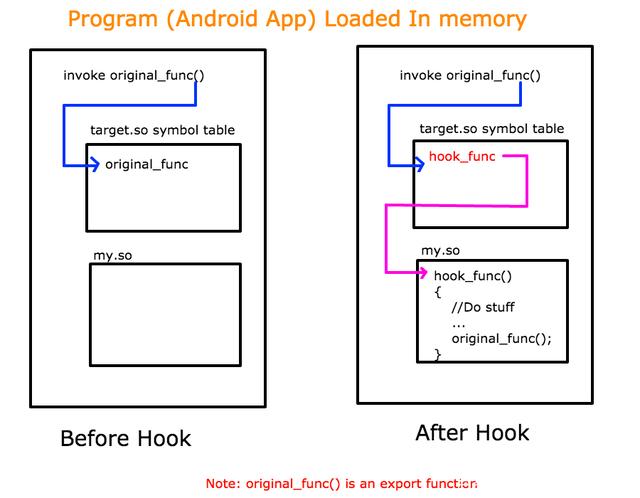 Program (Android App) Loaded In memory
invoke original_func()
target.so symbol table
original_func
my.so
Before Hook
invoke original_func()
target.so symbol table
hook_func
my.so
hook_func()
{
//Do stuff
...
original_func();
}
After Hook
Note: original_func() is an export function